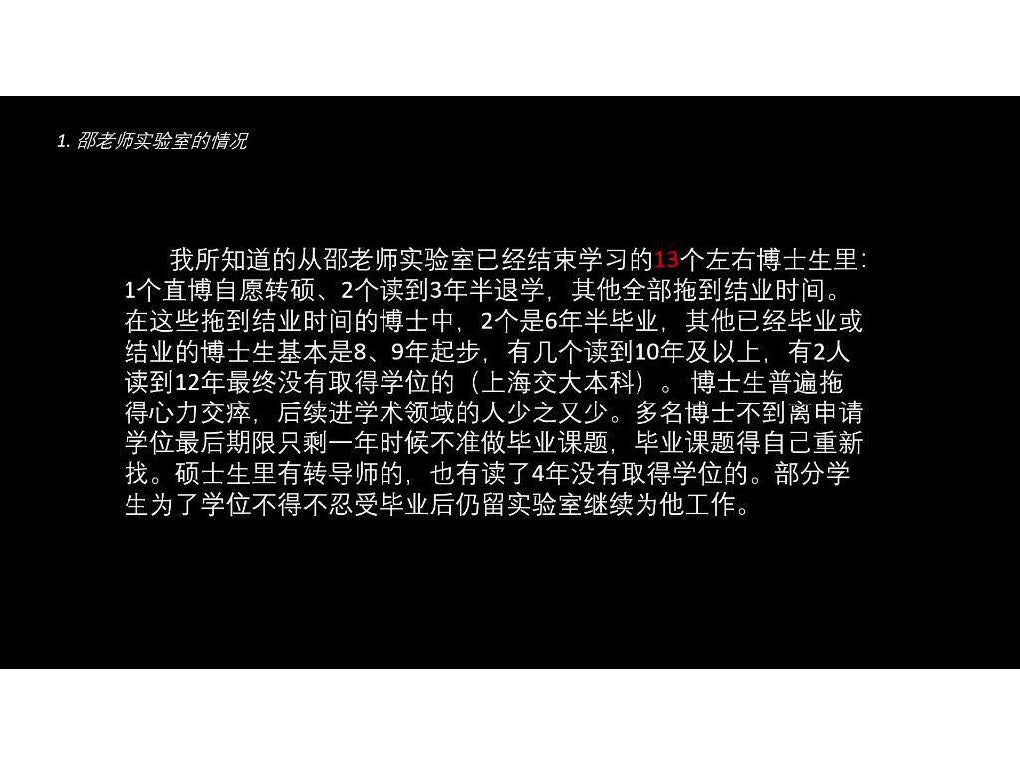 1. 邵老师实验室的情况
我所知道的从邵老师实验室已经结束学习的13个左右博士生里：
1个直博自愿转硕、2个读到3年半退学，其他全部拖到结业时间。
在这些拖到结业时间的博士中，2个是6年半毕业，其他已经毕业或
结业的博士生基本是8、9年起步，有几个读到10年及以上，有2人
读到12年最终没有取得学位的（上海交大本科）。 博士生普遍拖
得心力交瘁，后续进学术领域的人少之又少。多名博士不到离申请
学位最后期限只剩一年时候不准做毕业课题，毕业课题得自己重新
找。硕士生里有转导师的，也有读了4年没有取得学位的。部分学
生为了学位不得不忍受毕业后仍留实验室继续为他工作。